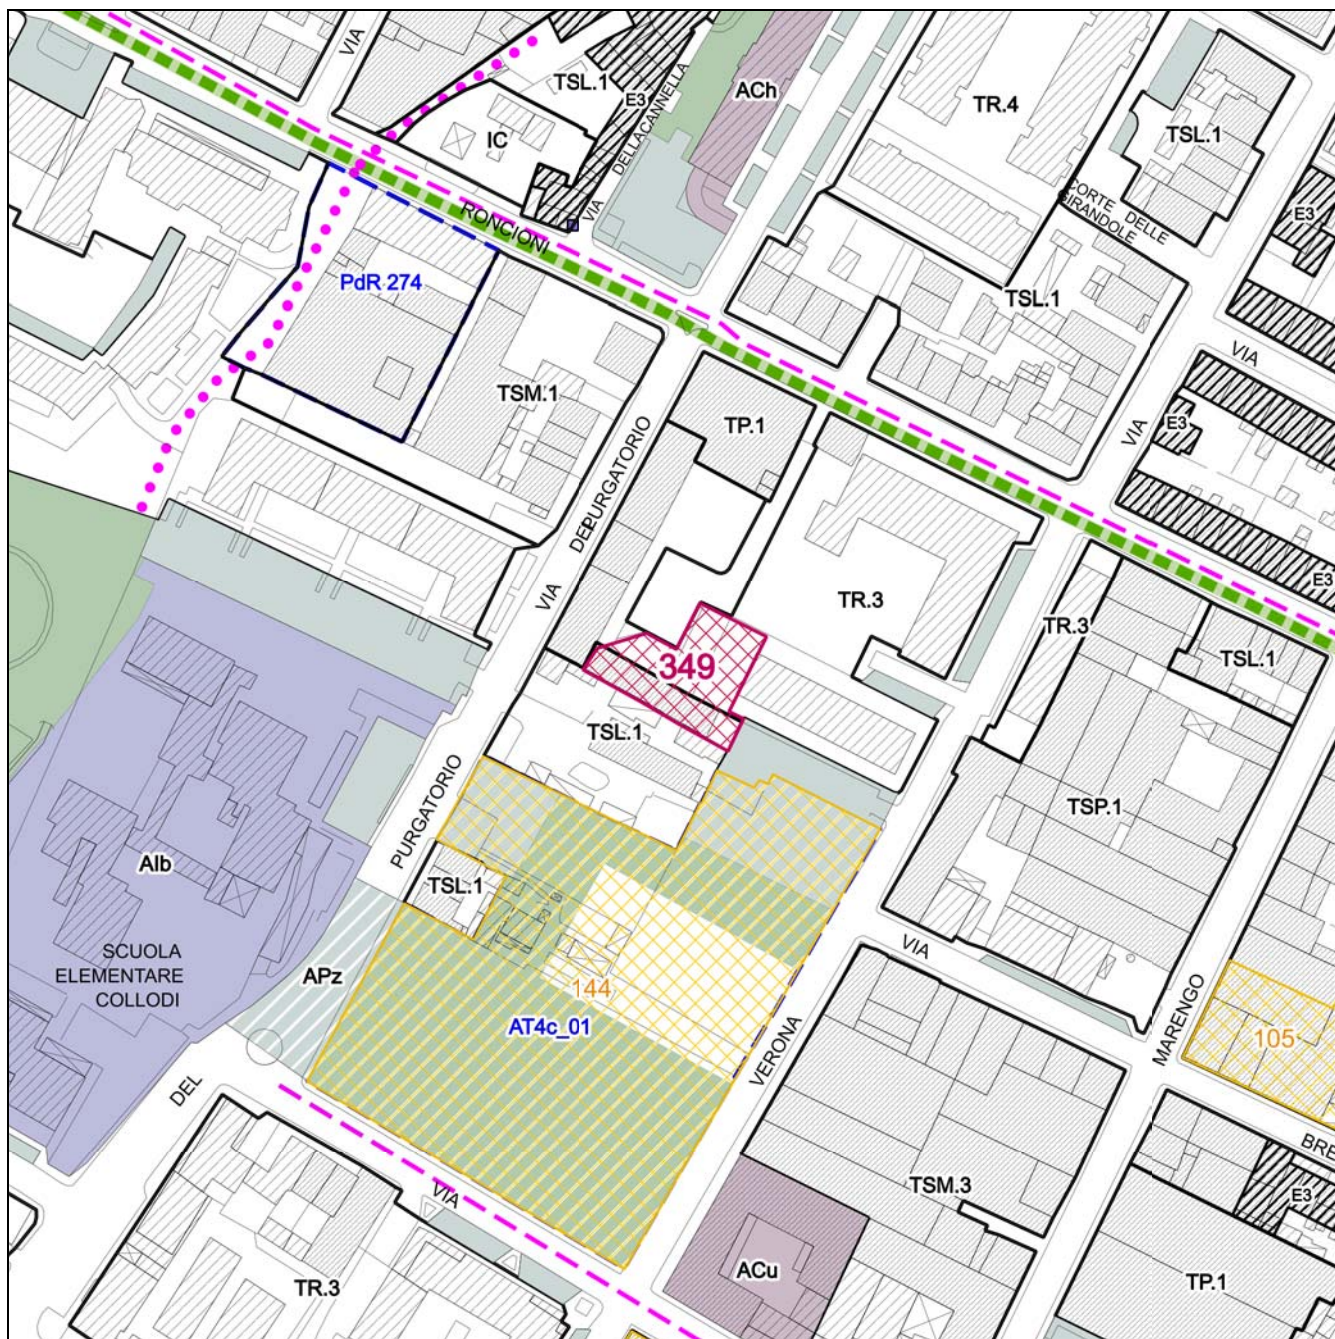 VIA
TSL.1
E3
DELLACANNELLA
ACh
TR.4
TSL.1
IC
VIA
RONCIONI
CORTE DELLE
GIRANDOLE
E3
PdR 274
TSL.1
VIA
TSM.1
TP.1
VIA
E3
DEL
PURGATORIO
VIA
TR.3
TR.3
E3
349
TSL.1
TSL.1
PURGATORIO
TSP.1
AIb
TSL.1
SCUOLA
ELEMENTARE
COLLODI
APz
144
AT4c_01
VIA
MARENGO
105
VERONA
DEL
BRE
VIA
TSM.3
E3
TR.3
ACu
TP.1